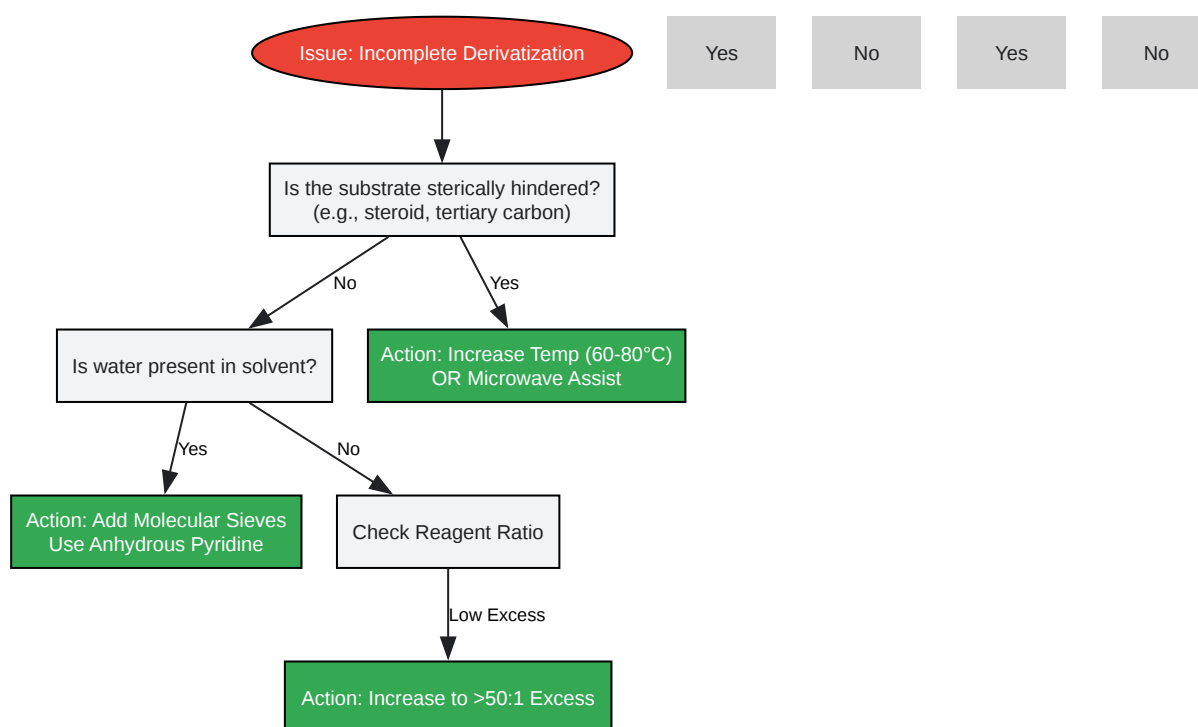 Issue: Incomplete Derivatization
Yes
No
Yes
No
Is the substrate sterically hindered?
(e.g., steroid, tertiary carbon)
No
Yes
Is water present in solvent?
Action: Increase Temp (60-80°C)
OR Microwave Assist
Yes
No
Action: Add Molecular Sieves
Use Anhydrous Pyridine
Check Reagent Ratio
Low Excess
Action: Increase to >50:1 Excess